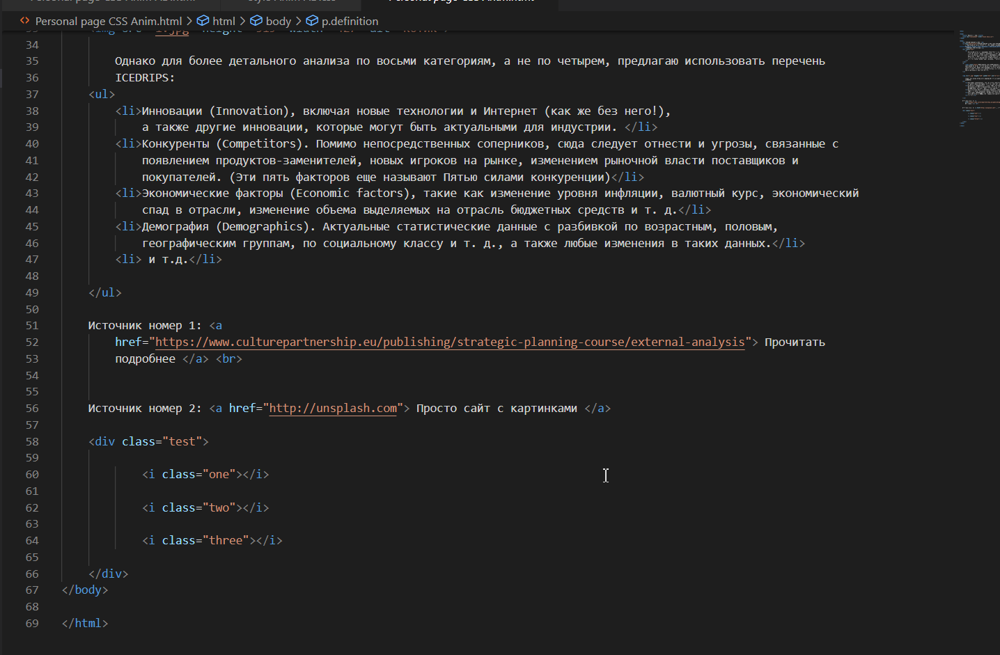 Personal page CSS Anim.html > html > body > p.definition
34
35 Однако для более детального анализа по восьми категориям, а не по четырем, предлагаю использовать перечень
36 ICEDRIPS:
37 <ul>
38 <li>Инновации (Innovation), включая новые технологии и Интернет (как же без него!),
39 а также другие инновации, которые могут быть актуальными для индустрии. </li>
40 <li>Конкуренты (Competitors). Помимо непосредственных соперников, сюда следует отнести и угрозы, связанные с
41 появлением продуктов-заменителей, новых игроков на рынке, изменением рыночной власти поставщиков и
42 покупателей. (Эти пять факторов еще называют Пятью силами конкуренции)</li>
43 <li>Экономические факторы (Economic factors), такие как изменение уровня инфляции, валютный курс, экономический
44 спад в отрасли, изменение объема выделяемых на отрасль бюджетных средств и т. д.</li>
45 <li>Демография (Demographics). Актуальные статистические данные с разбивкой по возрастным, половым,
46 географическим группам, по социальному классу и т. д., а также любые изменения в таких данных.</li>
47 <li> и т.д.</li>
48
49 </ul>
50
51 Источник номер 1: <a
52 href="https://www.culturepartnership.eu/publishing/strategic-planning-course/external-analysis"> Прочитать
53 подробнее </a> <br>
54
55
56 Источник номер 2: <a href="http://unsplash.com"> Просто сайт с картинками </a>
57
58 <div class="test">
59
60 <i class="one"></i>
61
62 <i class="two"></i>
63
64 <i class="three"></i>
65
66 </div>
67 </body>
68
69 </html>